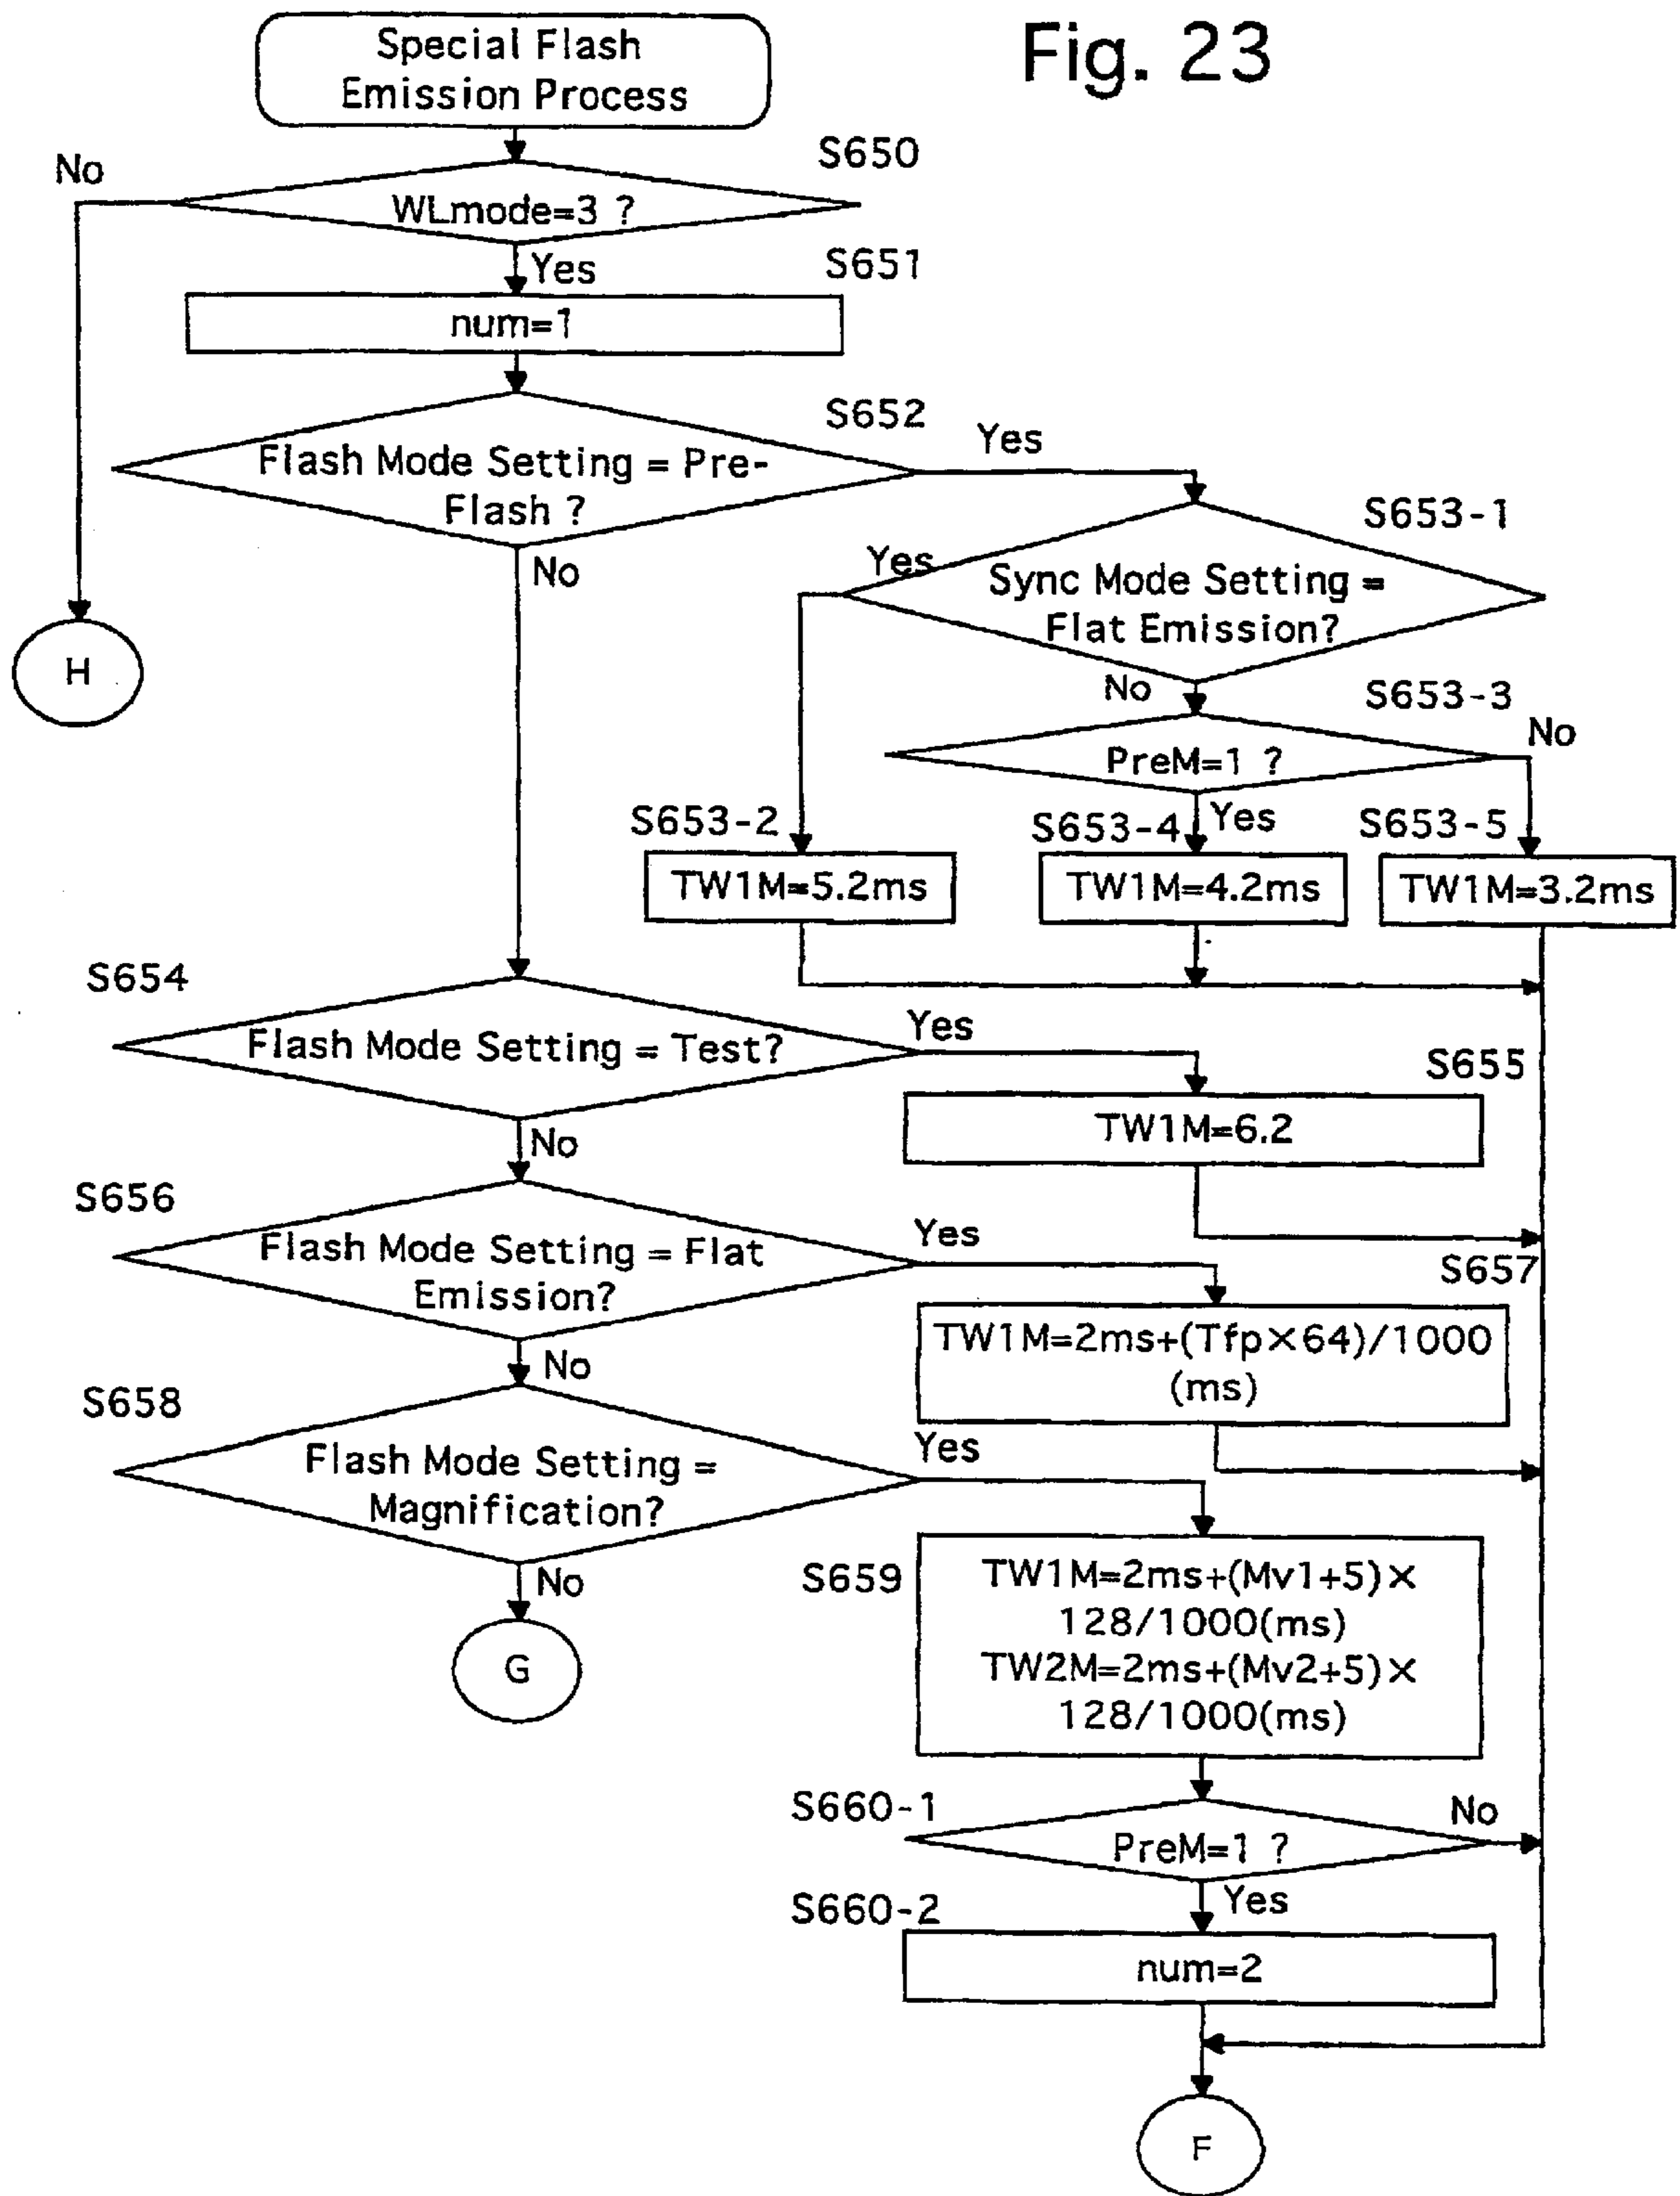 Fig. 23
Special Flash
Emission Process
S650
No
WLmode=3 ?
Yes
S651
num=1
S652
Yes
Flash Mode Setting = Pre-
Flash ?
No
S653-1
Yes
Sync Mode Setting =
Flat Emission?
H
No
S653-3
No
PreM=1 ?
S653-2
S653-4
Yes
S653-5
TW1M=5.2ms
TW1M=4.2ms
TW1M=3.2ms
S654
Yes
Flash Mode Setting = Test?
S655
TW1M=6.2
No
S656
Yes
Flash Mode Setting = Flat
Emission?
S657
TW1M=2ms+(Tfp×64)/1000
(ms)
No
S658
Yes
Flash Mode Setting =
Magnification?
No
S659
TW1M=2ms+(Mv1+5)×
128/1000(ms)
TW2M=2ms+(Mv2+5)×
128/1000(ms)
G
S660-1
No
PreM=1 ?
Yes
S660-2
num=2
F